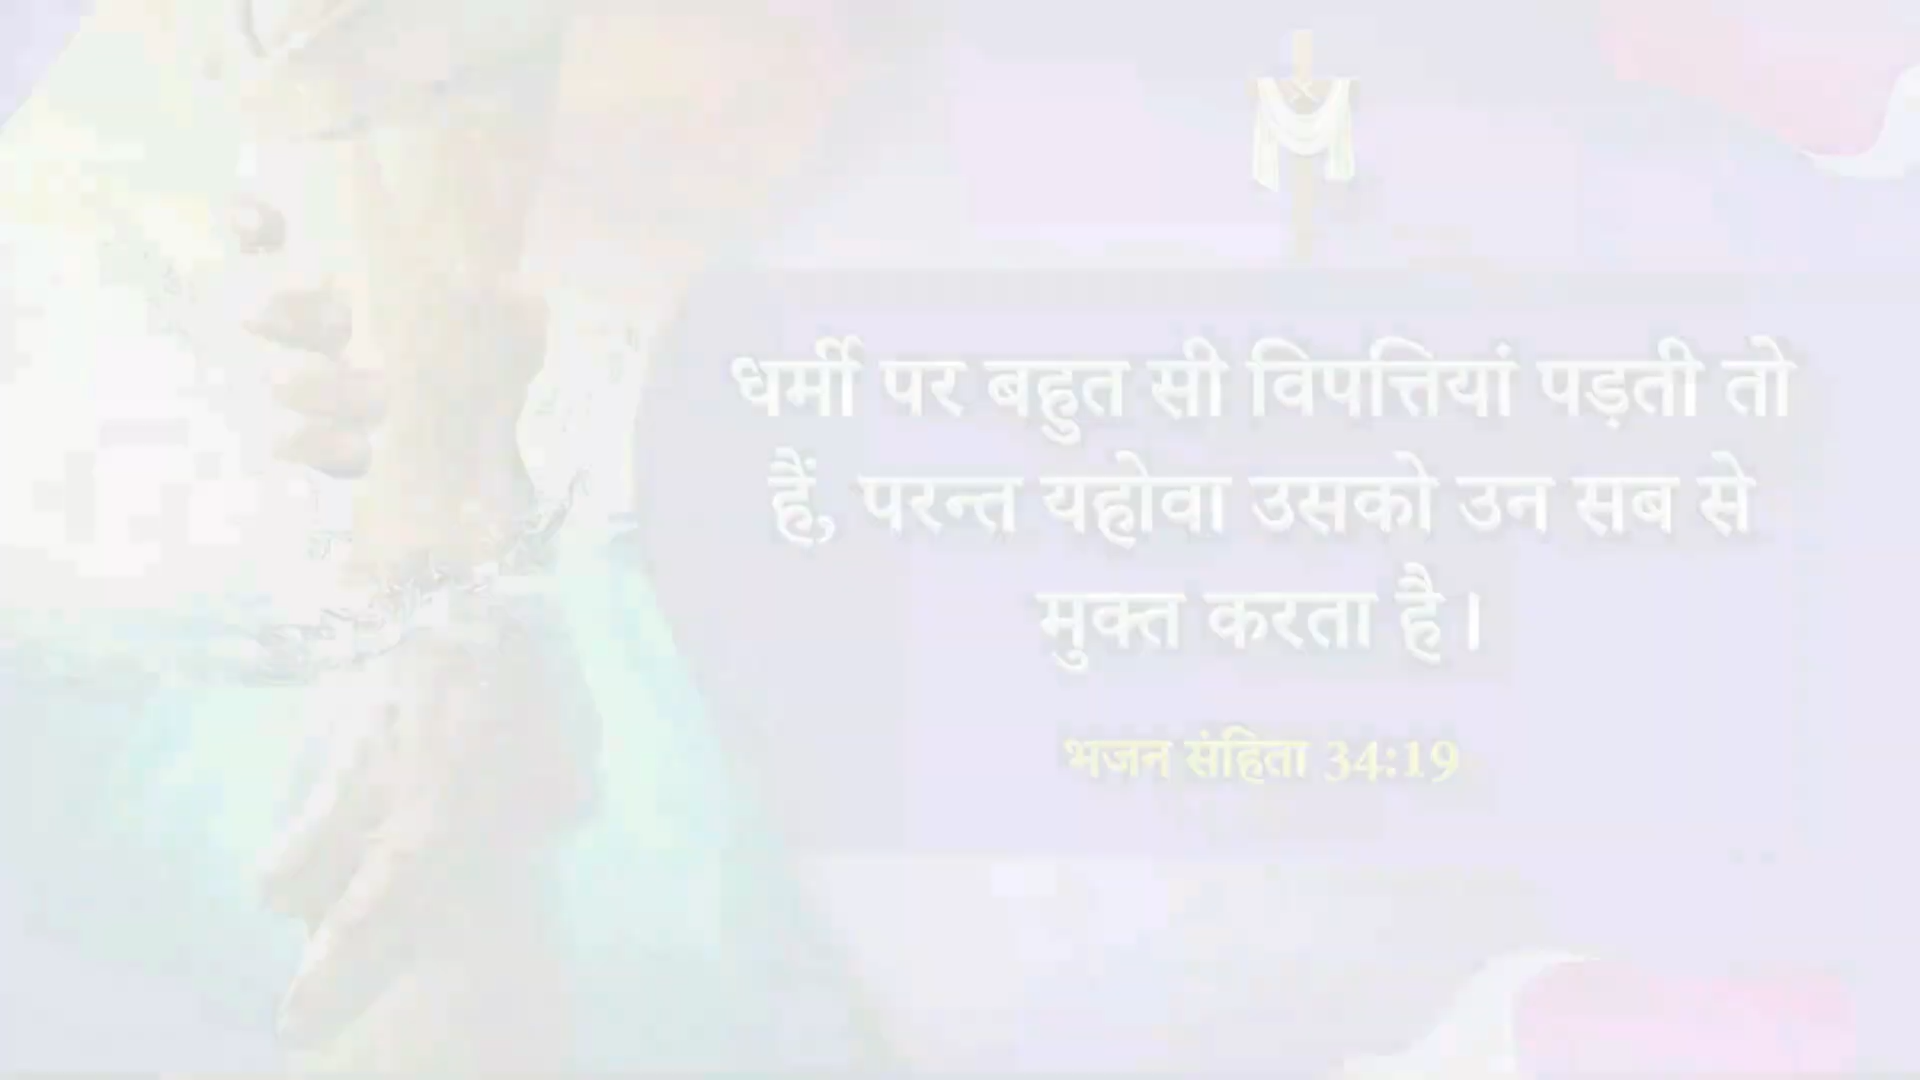 धर्मी पर बहुत सी विपत्तियां पड़ती तो
हैं, परन्त यहोवा उसको उन सब से
मुक्त करता है।
भजन संहिता 34:19